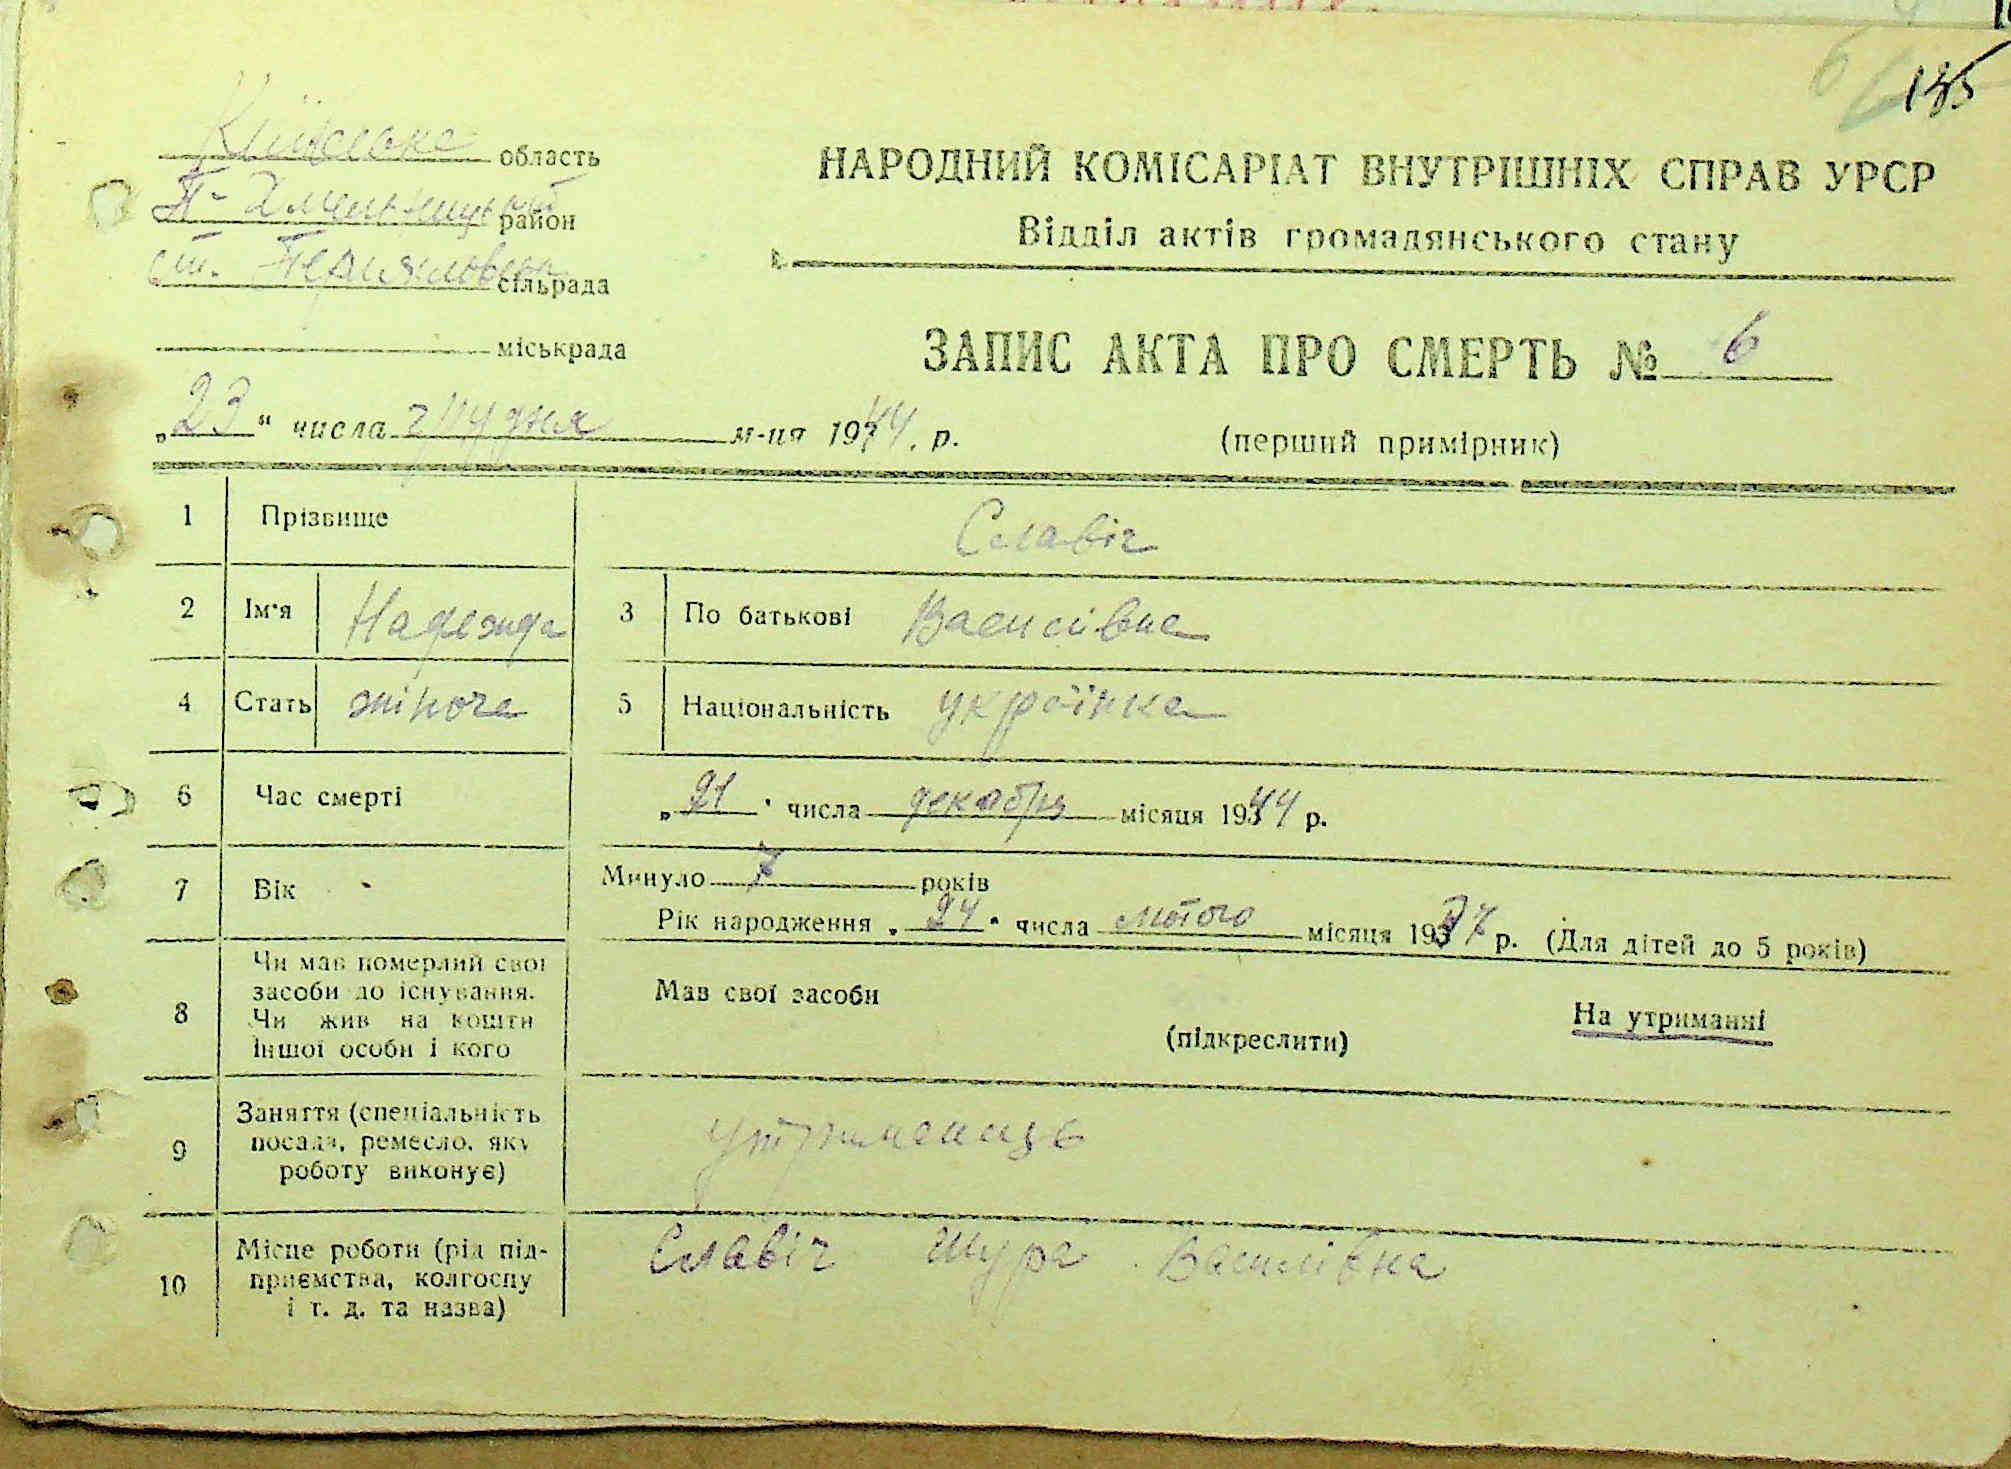 135
Київська область
НАРОДНИЙ КОМІСАРІАТ ВНУТРІШНІХ СПРАВ УРСР
П-Хмельницький район
Відділ актів громадянського стану
ст. сільрада
міськрада
ЗАПИС АКТА ПРО СМЕРТЬ № 6
„23“ числа грудня м-ця 1944. р.
(перший примірник)
1 Прізвище Славіч
2 Ім'я Надежда 3 По батькові Василівна
4 Стать жіноча 5 Національність українка
6 Час смерті „21“ числа декабря місяця 1944 р.
7 Вік Минуло 7 років
Рік народження „24“ числа лютого місяця 1937 р. (Для дітей до 5 років)
8 Чи мав померлий свої засоби до існування. Чи жив на кошти іншої особи і кого
Мав свої засоби
(підкреслити)
На утриманні
9 Заняття (спеціальність посада, ремесло, яку роботу виконує) утриманець
10 Місце роботи (рід підприємства, колгоспу і т. д. та назва) Славіч Шура Василівна